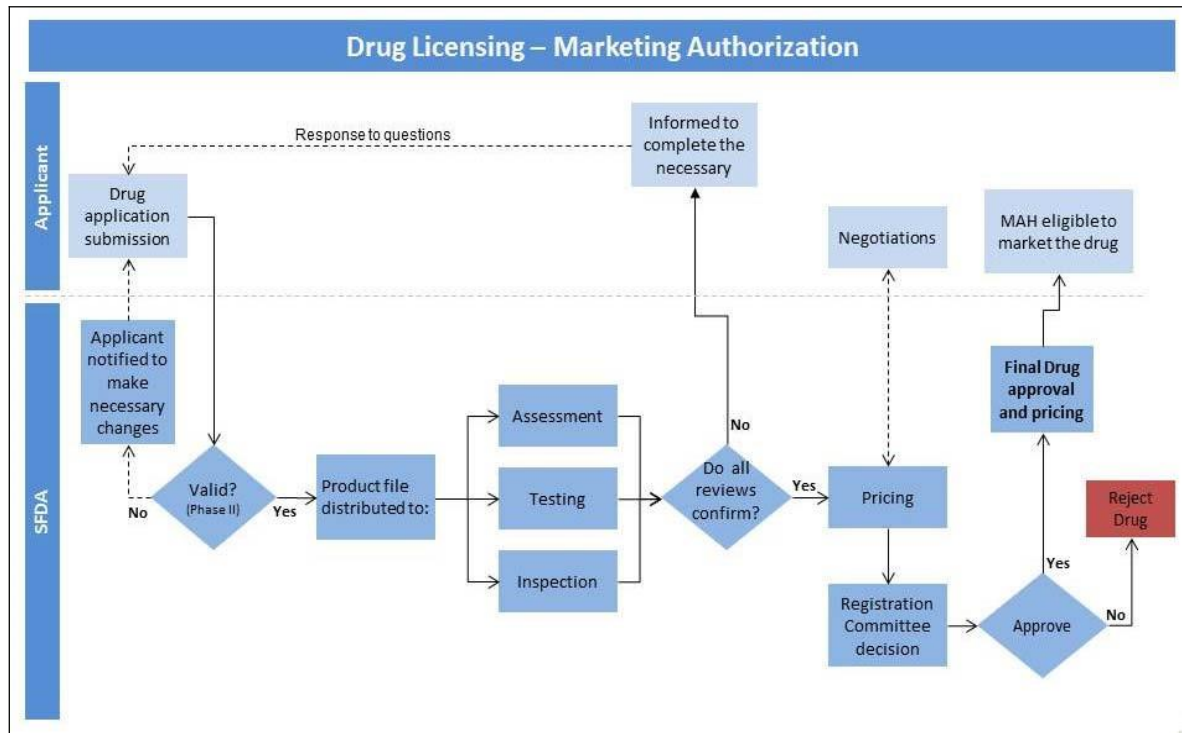 Drug Licensing – Marketing Authorization
Applicant
Response to questions
Informed to
complete the
necessary
Drug
application
submission
Negotiations
MAH eligible to
market the drug
SFDA
Applicant
notified to
make
necessary
changes
No
Valid?
(Phase II)
Yes
Product file
distributed to:
Assessment
Testing
Inspection
No
Do all
reviews
confirm?
Yes
Pricing
Registration
Committee
decision
Approve
Yes
Final Drug
approval
and pricing
No
Reject
Drug